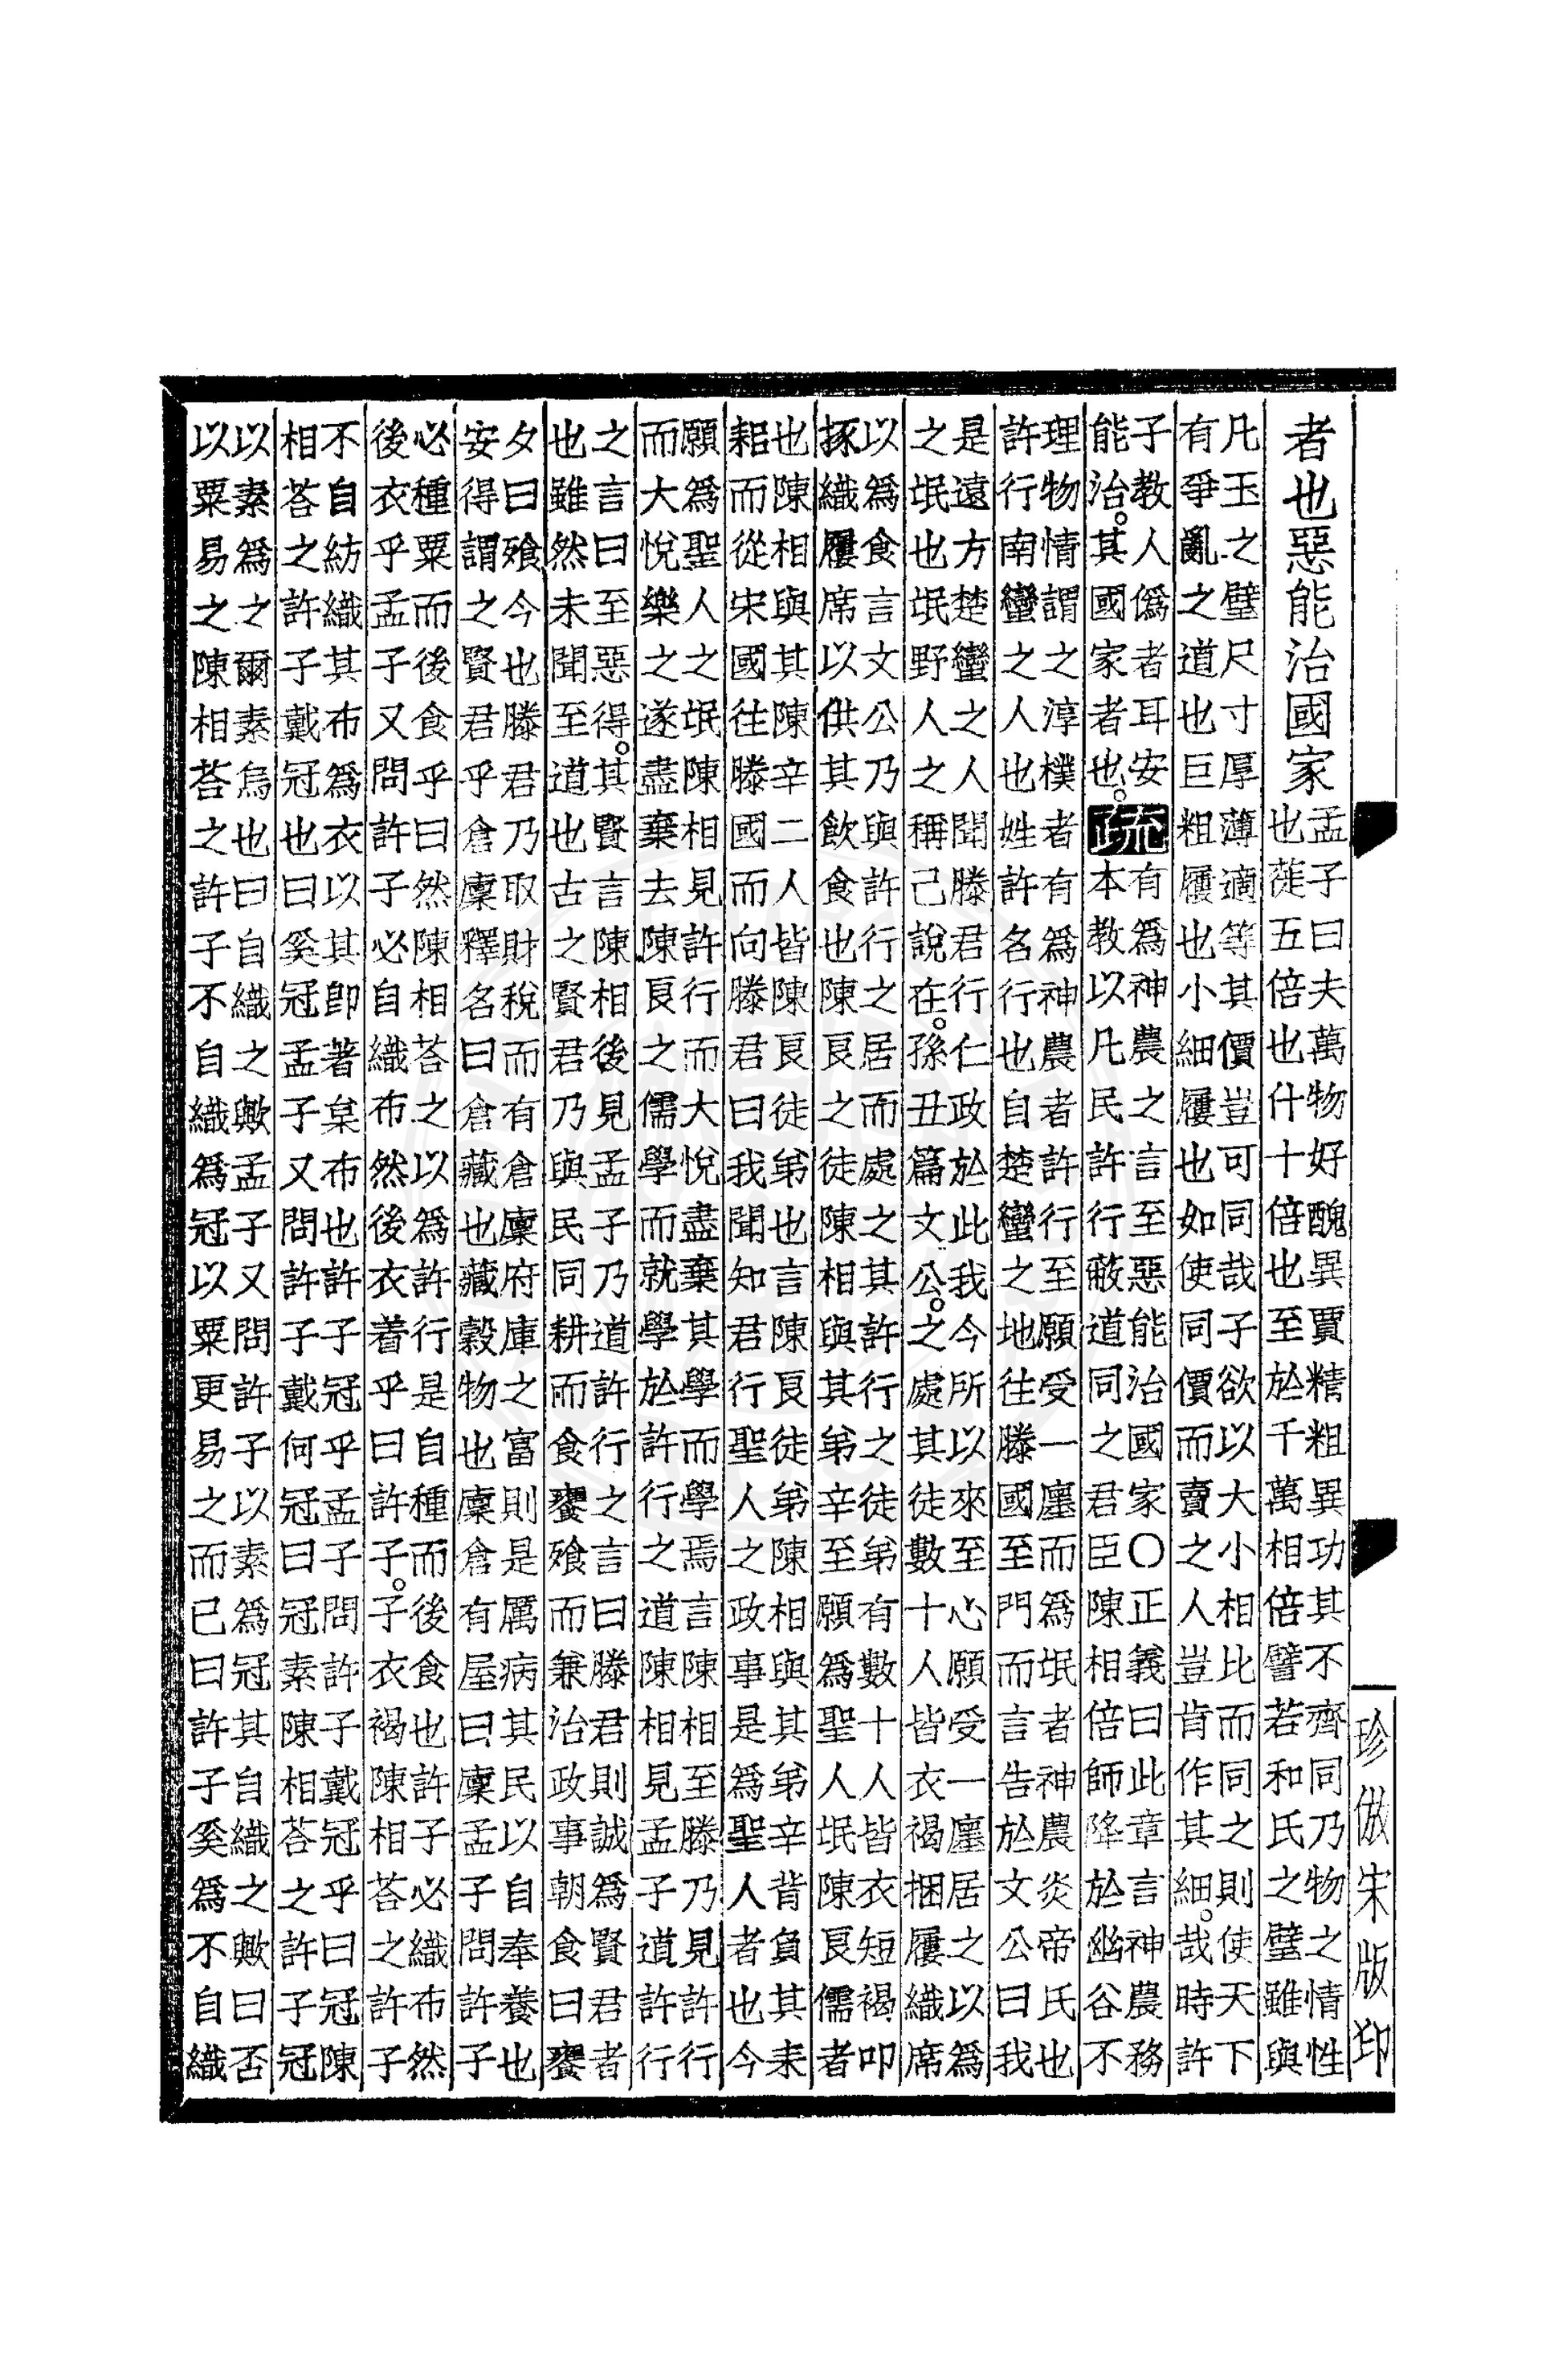 珍倣宋版印
者也惡能治國家
孟子曰夫萬物好醜異賈精粗異功其不齊同乃物之情性
也蓰五倍也什十倍也至於千萬相倍譬若和氏之璧雖與
凡玉之璧尺寸厚薄適等其價豈可同哉子欲以大小相比而同之則使天下
有爭亂之道也巨粗屨也小細屨也如使同價而賣之人豈肯作其細。哉時許
子教人僞者耳安
能治。其國家者也。
疏
有爲神農之言至惡能治國家○正義曰此章言神農務
本教以凡民許行蔽道同之君臣陳相倍師降於幽谷不
理物情謂之淳樸者有爲神農者許行至願受一廛而爲氓者神農炎帝氏也
許行南蠻之人也姓許名行也自楚蠻之地往滕國至門而言告於文公曰我
是遠方楚蠻之人聞滕君行仁政於此我今所以來至心願受一廛居之以爲
之氓也氓野人之稱己說在。孫丑篇文公。之處其徒數十人皆衣褐捆屨織席
以爲食言文公乃與許行之居而處之其許行之徒弟有數十人皆衣短褐叩
捒織屨席以供其飲食也陳良之徒陳相與其弟辛至願爲聖人氓陳良儒者
也陳相與其陳辛二人皆陳良徒弟也言陳良徒弟陳相與其弟辛背負其耒
耜而從宋國往滕國而向滕君曰我聞知君行聖人之政事是爲聖人者也今
願爲聖人之氓陳相見許行而大悅盡棄其學而學焉言陳相至滕乃見許行
而大悅樂之遂盡棄去陳良之儒學而就學於許行之道陳相見孟子道許行
之言曰至惡得。其賢言陳相後見孟子乃道許行之言曰滕君則誠爲賢君者
也雖然未聞至道也古之賢君乃與民同耕而食饔飧而兼治政事朝食曰饔
夕曰飧今也滕君乃取財稅而有倉廩府庫之富則是厲病其民以自奉養也
安得謂之賢君乎倉廩釋名曰倉藏也藏穀物也廩倉有屋曰廩孟子問許子
必種粟而後食乎曰然陳相荅之以爲許行是自種而後食也許子必織布然
後衣乎孟子又問許子必自織布然後衣着乎曰許子。子衣褐陳相荅之許子
不自紡織其布爲衣以其卽著枲布也許子冠乎孟子問許子戴冠乎曰冠陳
相荅之許子戴冠也曰奚冠孟子又問許子戴何冠曰冠素陳相荅之許子冠
以素爲之爾素烏也曰自織之歟孟子又問許子以素爲冠其自織之歟曰否
以粟易之陳相荅之許子不自織爲冠以粟更易之而已曰許子奚爲不自織